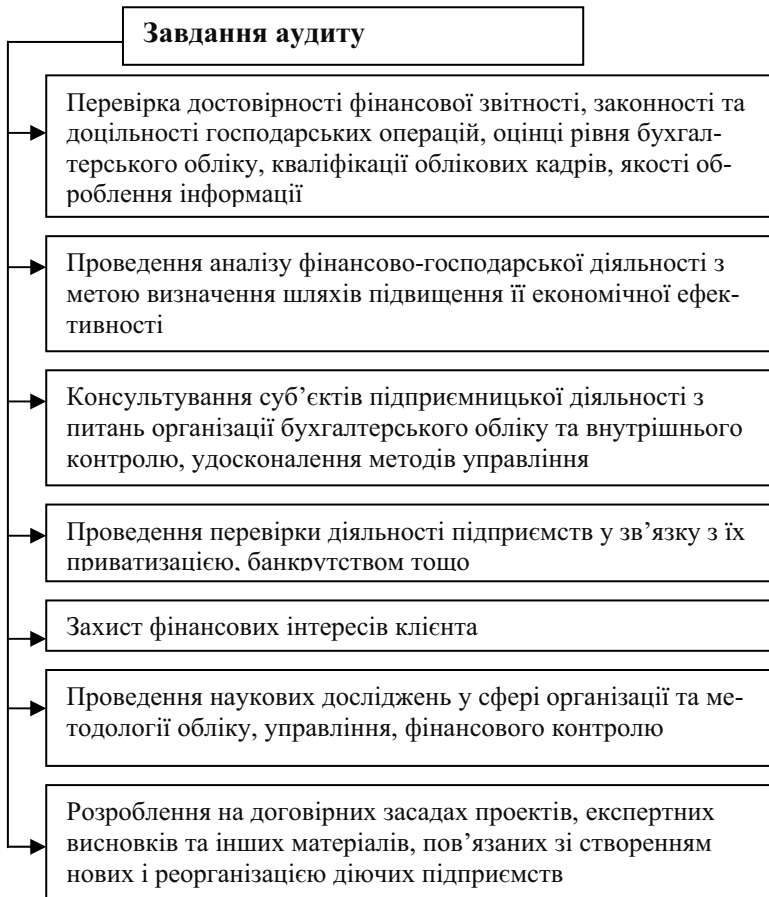 Завдання аудиту
Перевірка достовірності фінансової звітності, законності та
доцільності господарських операцій, оцінці рівня бухгал-
терського обліку, кваліфікації облікових кадрів, якості об-
роблення інформації
Проведення аналізу фінансово-господарської діяльності з
метою визначення шляхів підвищення її економічної ефек-
тивності
Консультування суб’єктів підприємницької діяльності з
питань організації бухгалтерського обліку та внутрішнього
контролю, удосконалення методів управління
Проведення перевірки діяльності підприємств у зв’язку з їх
приватизацією, банкрутством тощо
Захист фінансових інтересів клієнта
Проведення наукових досліджень у сфері організації та ме-
тодології обліку, управління, фінансового контролю
Розроблення на договірних засадах проектів, експертних
висновків та інших матеріалів, пов’язаних зі створенням
нових і реорганізацією діючих підприємств